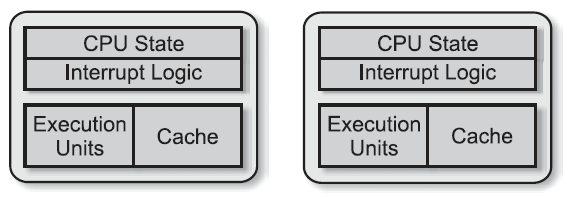 CPU State
Interrupt Logic
Execution
Units
Cache
CPU State
Interrupt Logic
Execution
Units
Cache